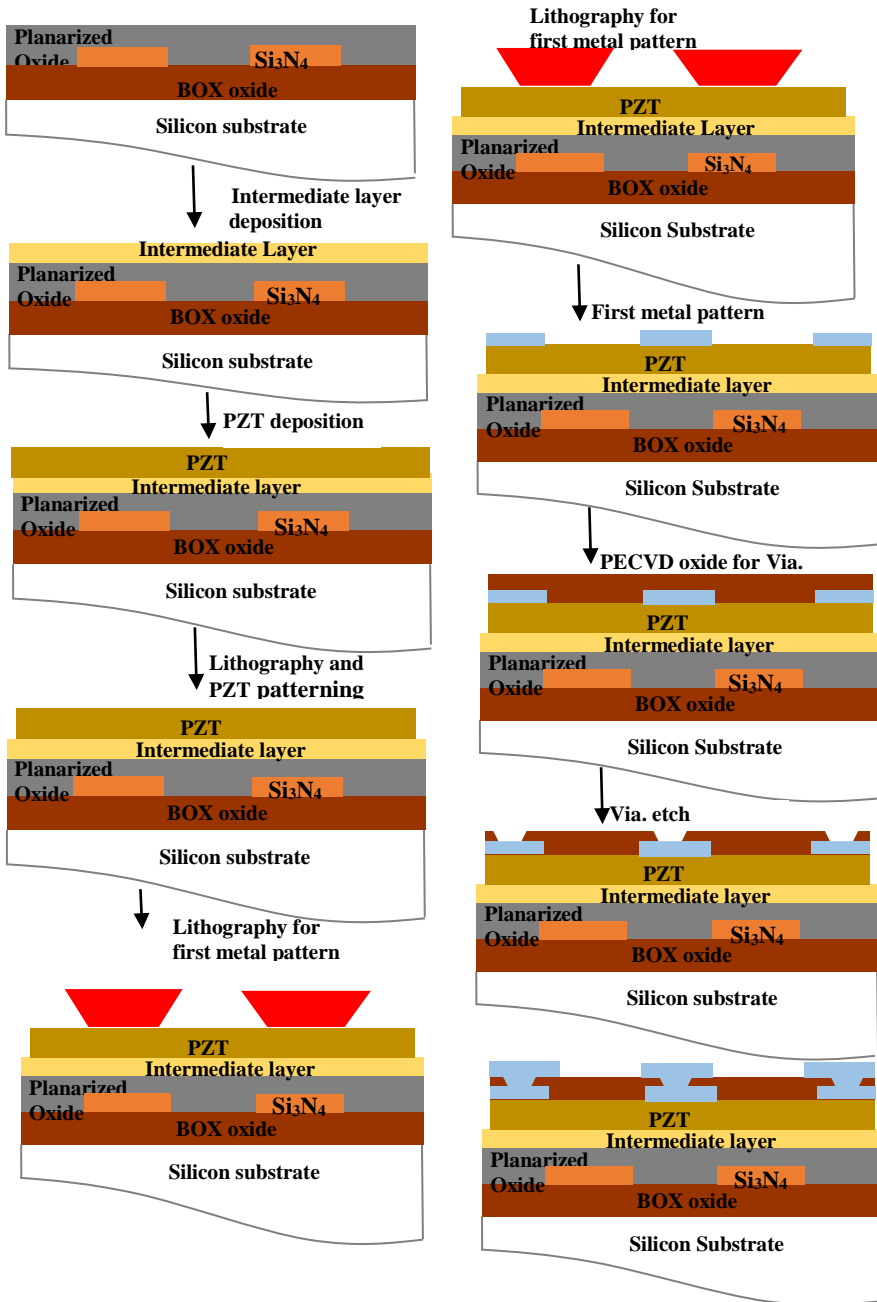 Planarized
Oxide
Si₃N₄
BOX oxide
Silicon substrate
Intermediate layer
deposition
Intermediate Layer
Planarized
Oxide
Si₃N₄
BOX oxide
Silicon substrate
PZT deposition
PZT
Intermediate layer
Planarized
Oxide
Si₃N₄
BOX oxide
Silicon substrate
Lithography and
PZT patterning
PZT
Intermediate layer
Planarized
Oxide
Si₃N₄
BOX oxide
Silicon substrate
Lithography for
first metal pattern
PZT
Intermediate layer
Planarized
Oxide
Si₃N₄
BOX oxide
Silicon substrate
Lithography for
first metal pattern
PZT
Intermediate Layer
Planarized
Oxide
Si₃N₄
BOX oxide
Silicon Substrate
First metal pattern
PZT
Intermediate layer
Planarized
Oxide
Si₃N₄
BOX oxide
Silicon Substrate
PECVD oxide for Via.
PZT
Intermediate layer
Planarized
Oxide
Si₃N₄
BOX oxide
Silicon Substrate
Via. etch
PZT
Intermediate layer
Planarized
Oxide
Si₃N₄
BOX oxide
Silicon substrate
PZT
Intermediate layer
Planarized
Oxide
Si₃N₄
BOX oxide
Silicon Substrate